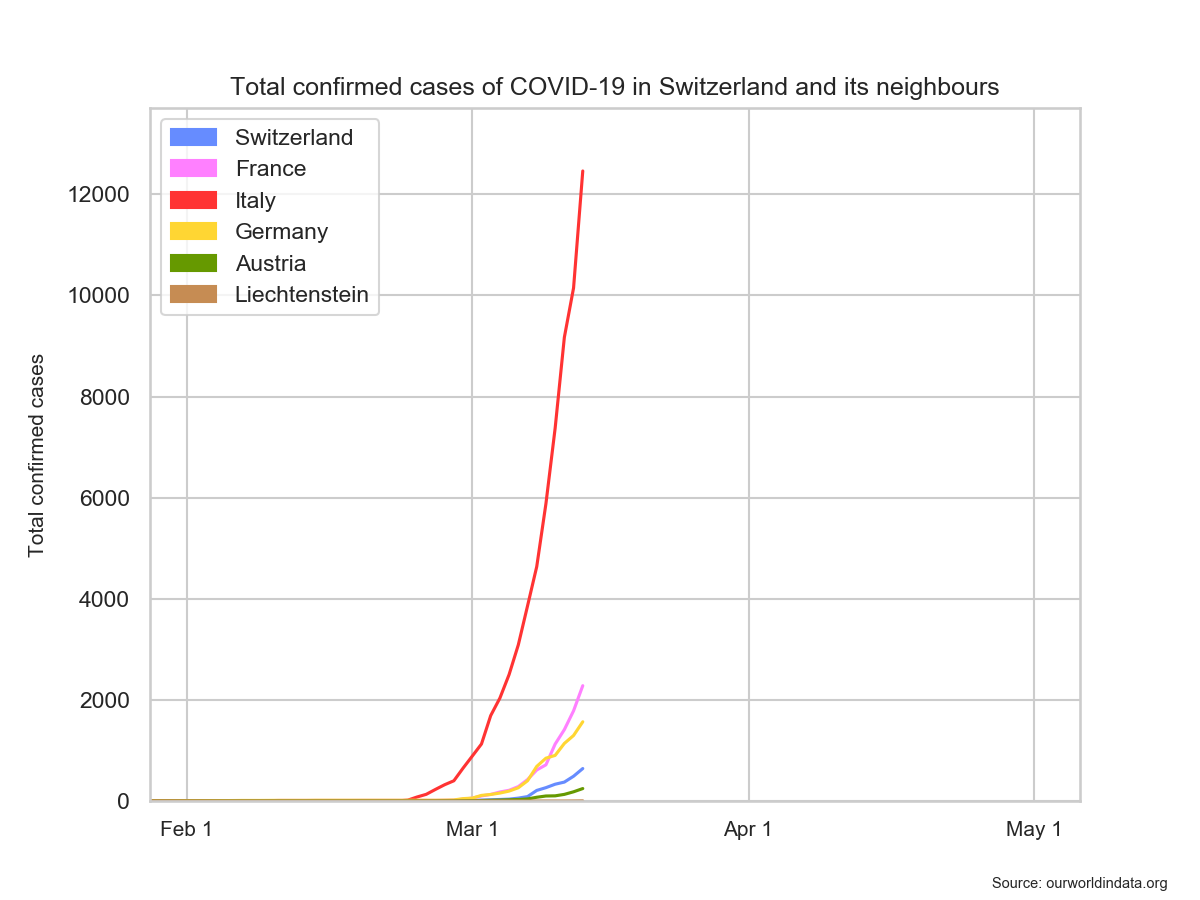 Total confirmed cases of COVID-19 in Switzerland and its neighbours
Switzerland
France
Italy
Germany
Austria
Liechtenstein
12000
10000
8000
6000
4000
2000
0
Total confirmed cases
Feb 1
Mar 1
Apr 1
May 1
Source: ourworldindata.org